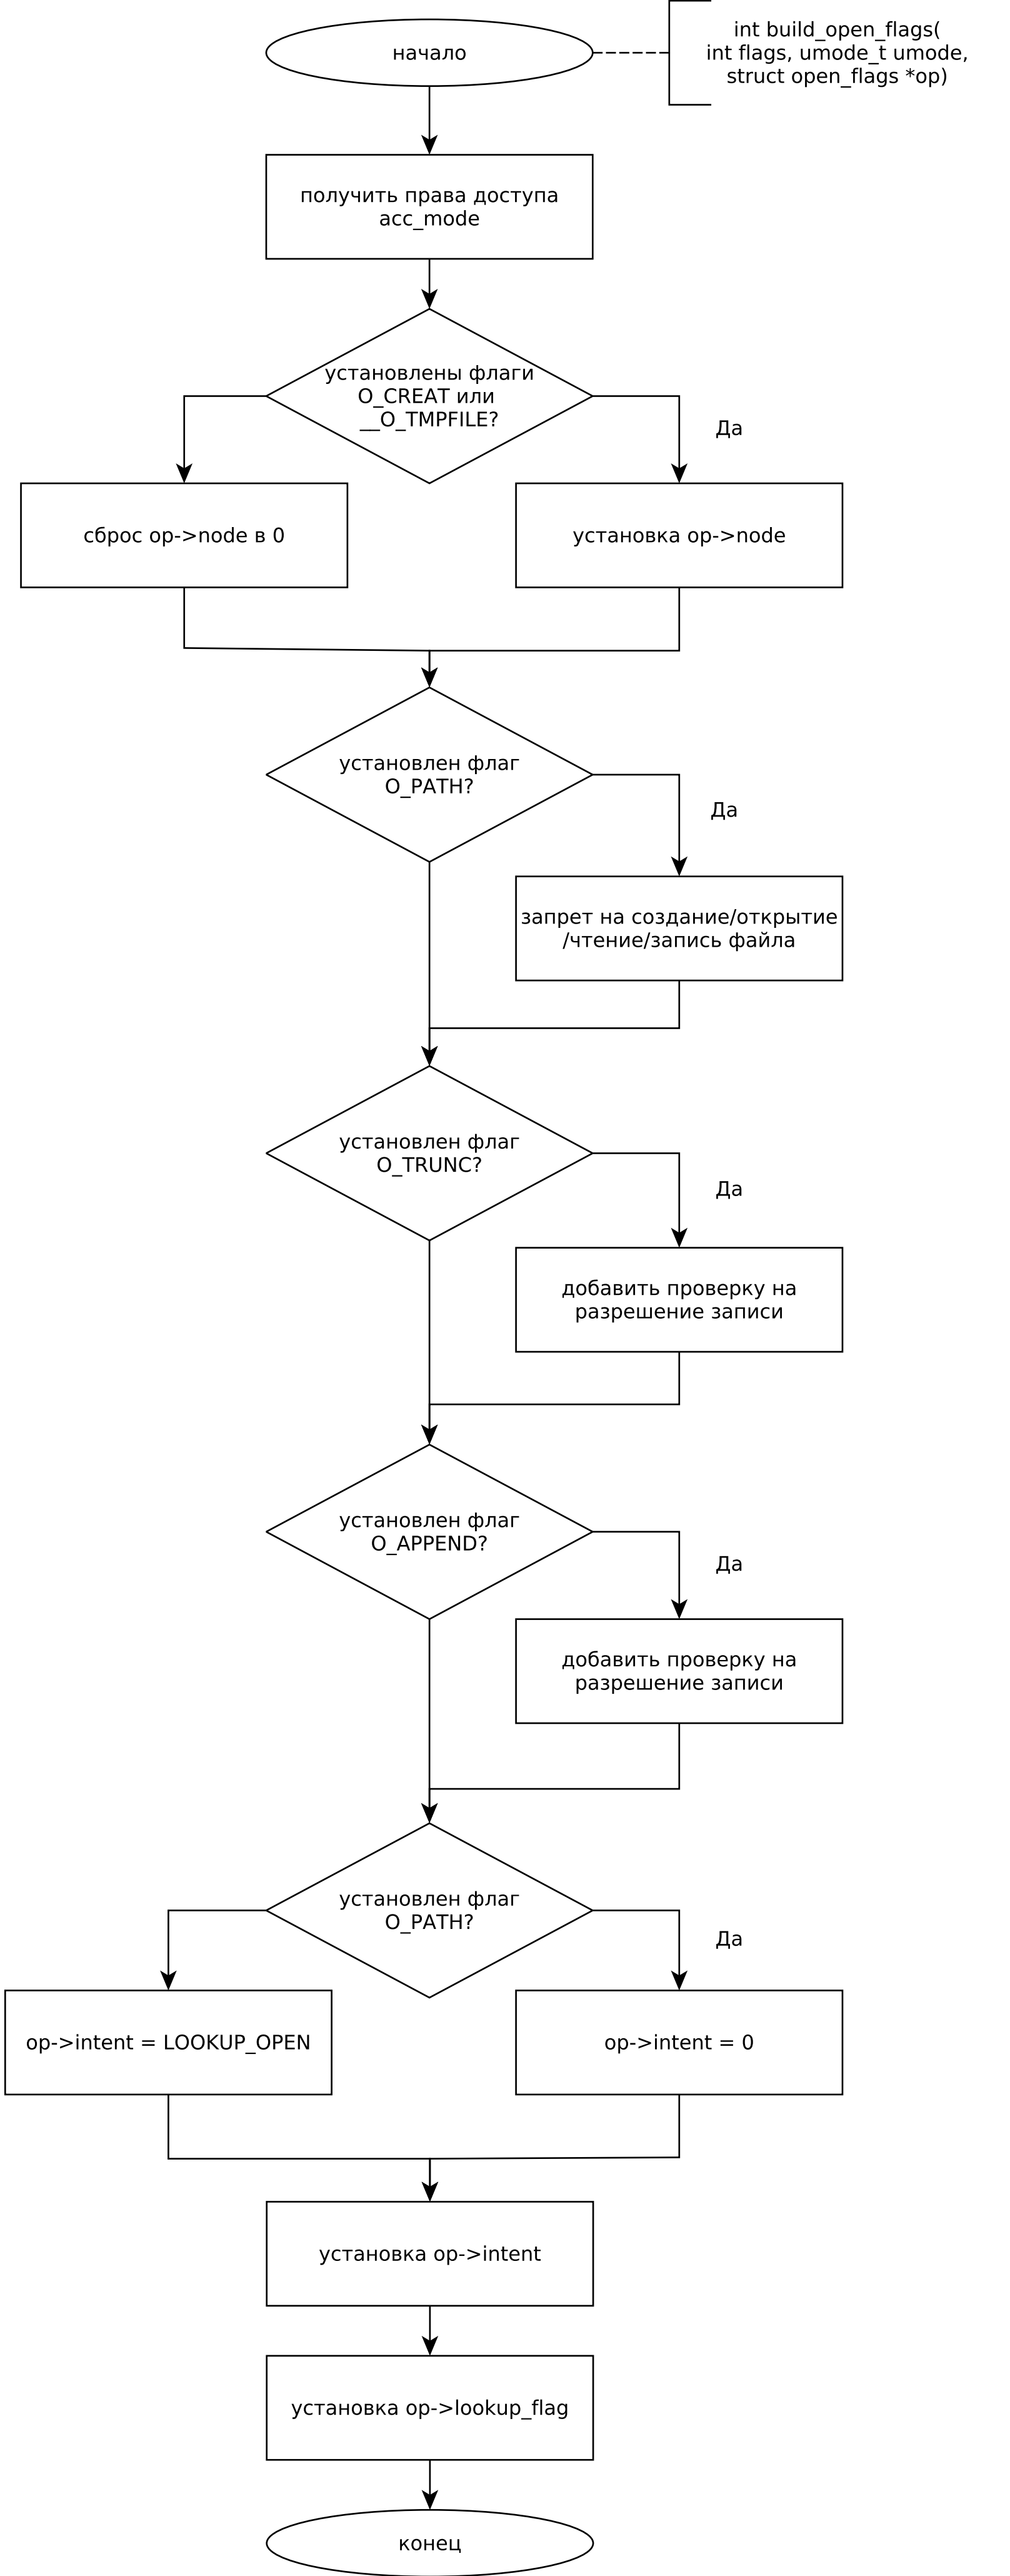 начало
int build_open_flags(
int flags, umode_t umode,
struct open_flags *op)
получить права доступа
acc_mode
установлены флаги
O_CREAT или
__O_TMPFILE?
Да
сброс op->node в 0
установка op->node
установлен флаг
O_PATH?
Да
запрет на создание/открытие
/чтение/запись файла
установлен флаг
O_TRUNC?
Да
добавить проверку на
разрешение записи
установлен флаг
O_APPEND?
Да
добавить проверку на
разрешение записи
установлен флаг
O_PATH?
Да
op->intent = LOOKUP_OPEN
op->intent = 0
установка op->intent
установка op->lookup_flag
конец